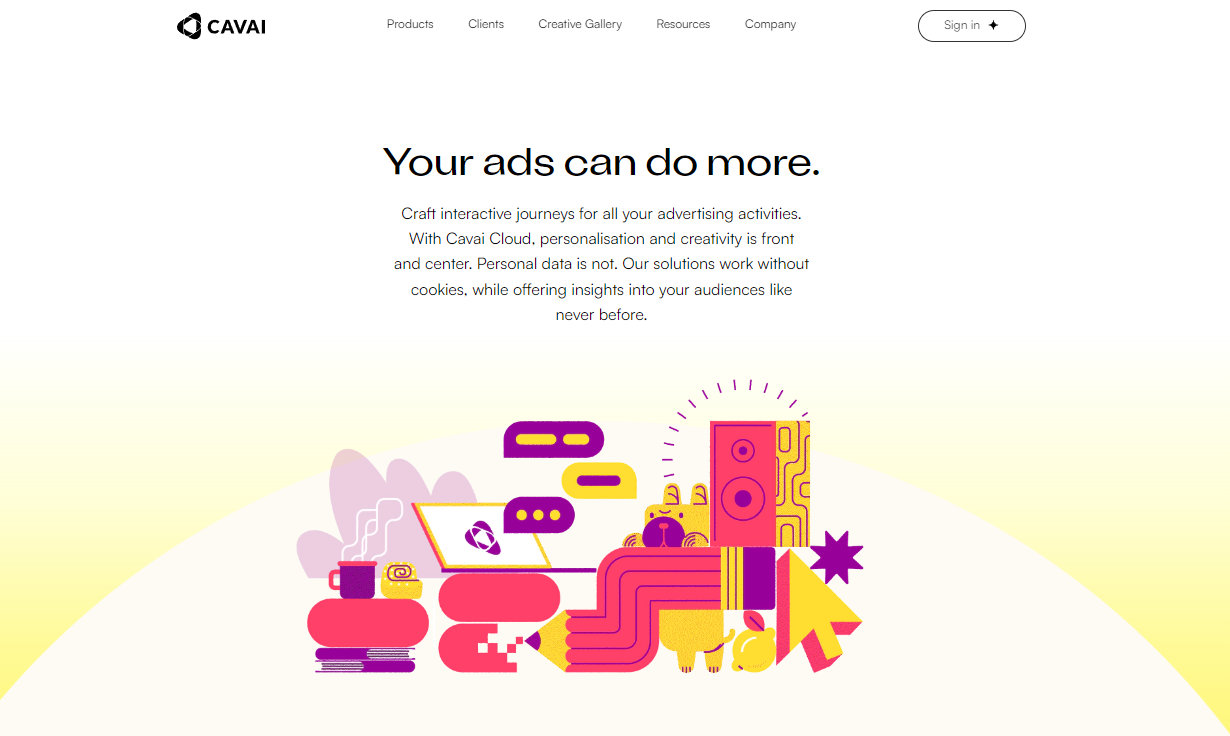 CAVAI
Products
Clients
Creative Gallery
Resources
Company
Sign in
Your ads can do more.
Craft interactive journeys for all your advertising activities.
With Cavai Cloud, personalisation and creativity is front
and center. Personal data is not. Our solutions work without
cookies, while offering insights into your audiences like
never before.